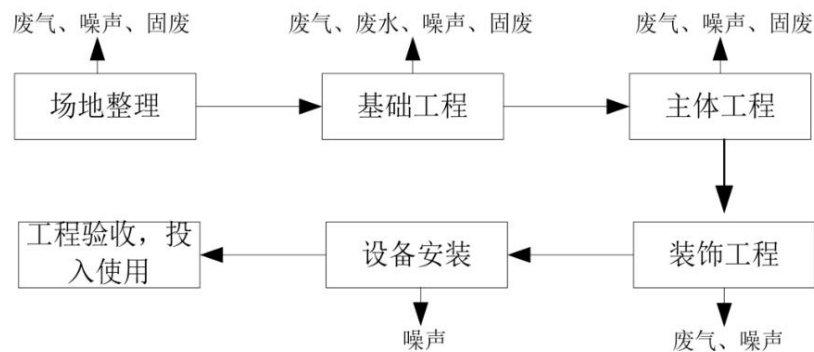 废气、噪声、固废
废气、废水、噪声、固废
废气、噪声、固废
场地整理
基础工程
主体工程
工程验收，投
入使用
设备安装
装饰工程
噪声
废气、噪声